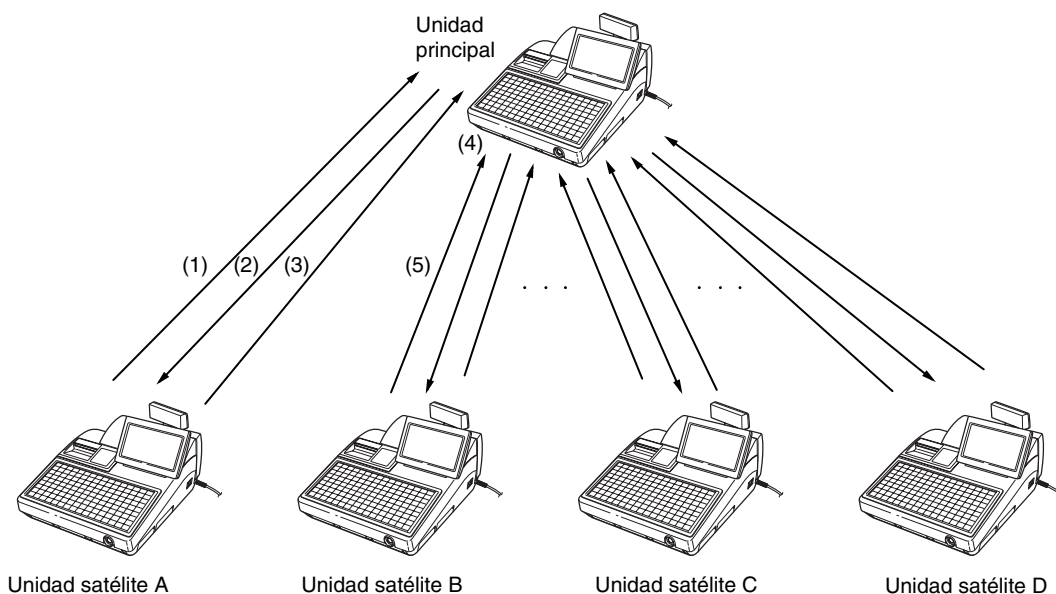 Unidad
principal
(4)
(1) (2) (3) (5)
. . . . . .
Unidad satélite A Unidad satélite B Unidad satélite C Unidad satélite D